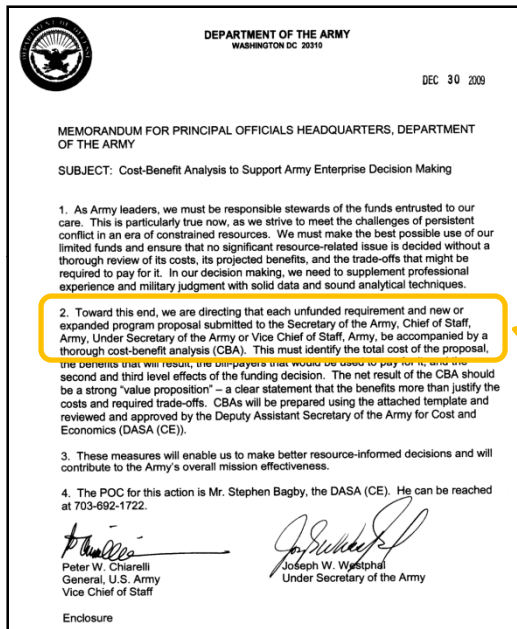 DEPARTMENT OF THE ARMY
WASHINGTON DC 20310
DEC 30 2009
MEMORANDUM FOR PRINCIPAL OFFICIALS HEADQUARTERS, DEPARTMENT
OF THE ARMY
SUBJECT: Cost-Benefit Analysis to Support Army Enterprise Decision Making
1. As Army leaders, we must be responsible stewards of the funds entrusted to our
care. This is particularly true now, as we strive to meet the challenges of persistent
conflict in an era of constrained resources. We must make the best possible use of our
limited funds and ensure that no significant resource-related issue is decided without a
thorough review of its costs, its projected benefits, and the trade-offs that might be
required to pay for it. In our decision making, we need to supplement professional
experience and military judgment with solid data and sound analytical techniques.
2. Toward this end, we are directing that each unfunded requirement and new or
expanded program proposal submitted to the Secretary of the Army, Chief of Staff,
Army, Under Secretary of the Army or Vice Chief of Staff, Army, be accompanied by a
thorough cost-benefit analysis (CBA). This must identify the total cost of the proposal,
the benefits that will result, the bill-payers that would be used to pay for it, and the
second and third level effects of the funding decision. The net result of the CBA should
be a strong "value proposition" – a clear statement that the benefits more than justify the
costs and required trade-offs. CBAs will be prepared using the attached template and
reviewed and approved by the Deputy Assistant Secretary of the Army for Cost and
Economics (DASA (CE)).
3. These measures will enable us to make better resource-informed decisions and will
contribute to the Army's overall mission effectiveness.
4. The POC for this action is Mr. Stephen Bagby, the DASA (CE). He can be reached
at 703-692-1722.
Peter W. Chiarelli
General, U.S. Army
Vice Chief of Staff
Joseph W. Westphal
Under Secretary of the Army
Enclosure